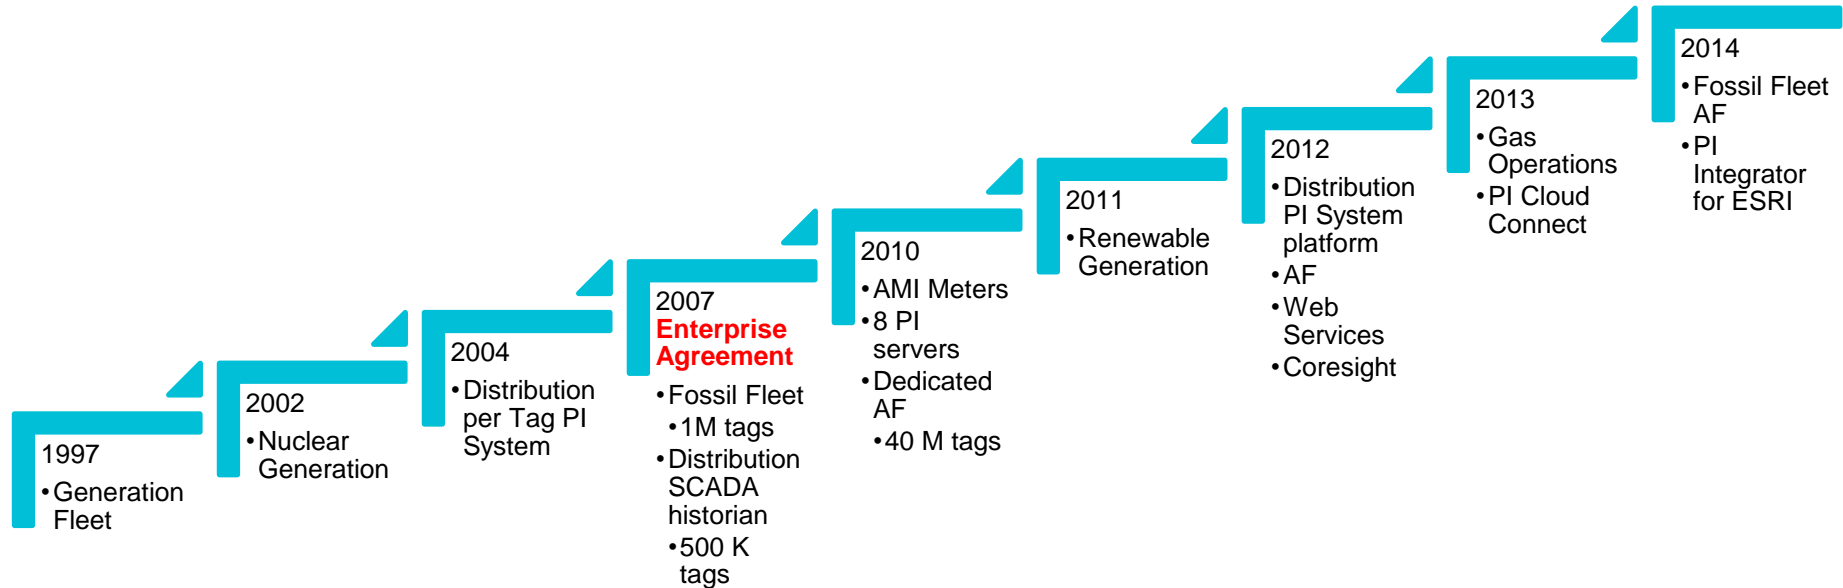 1997
•Generation
Fleet
2002
•Nuclear
Generation
2004
•Distribution
per Tag PI
System
2007
Enterprise
Agreement
•Fossil Fleet
•1M tags
•Distribution
SCADA
historian
•500 K
tags
2010
•AMI Meters
•8 PI
servers
•Dedicated
AF
•40 M tags
2011
•Renewable
Generation
2012
•Distribution
PI System
platform
•AF
•Web
Services
•Coresight
2013
•Gas
Operations
•PI Cloud
Connect
2014
•Fossil Fleet
AF
•PI
Integrator
for ESRI